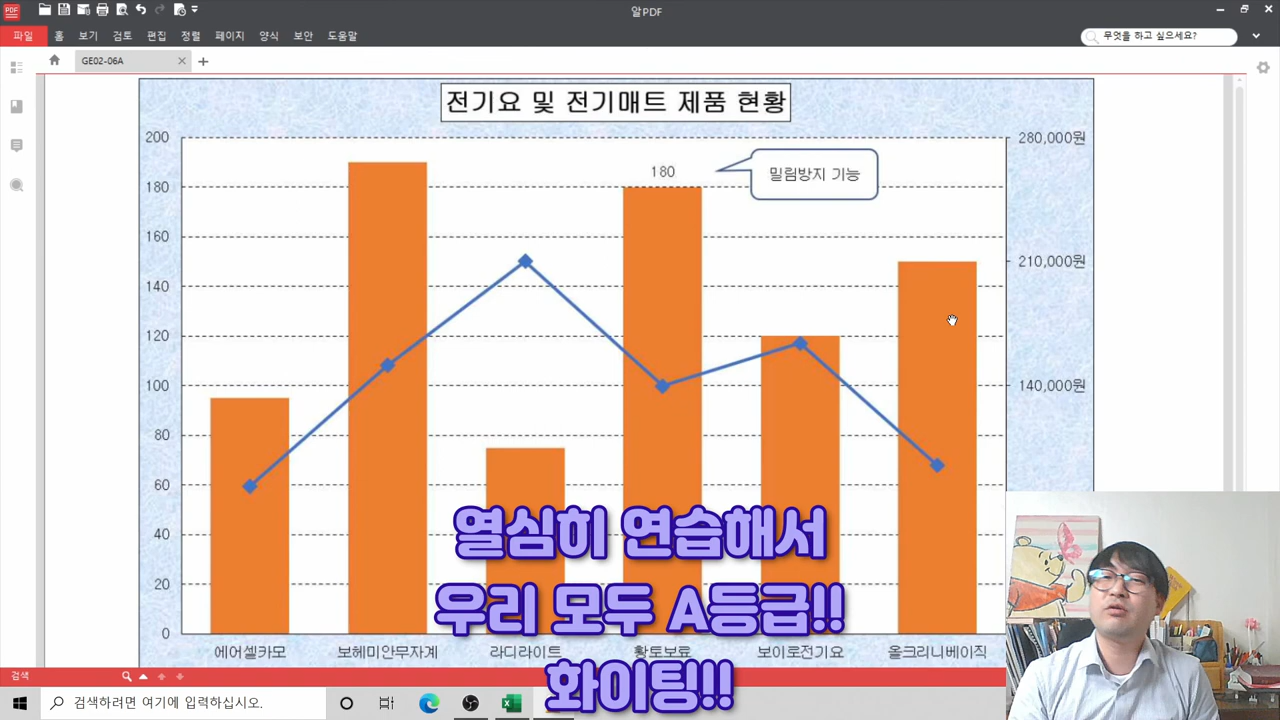 PDF
알PDF
파일 홈 보기 검토 편집 정렬 페이지 양식 보안 도움말
무엇을 하고 싶으세요?
GE02-06A
전기요 및 전기매트 제품 현황
200
180
160
140
120
100
80
60
40
20
0
280,000원
210,000원
140,000원
180
밀림방지 기능
에어셀카모 보헤미안무자계 라디라이트 황토보료 보이로전기요 올크리니베이직
열심히 연습해서
우리 모두 A등급!!
화이팅!!
검색
검색하려면 여기에 입력하십시오.